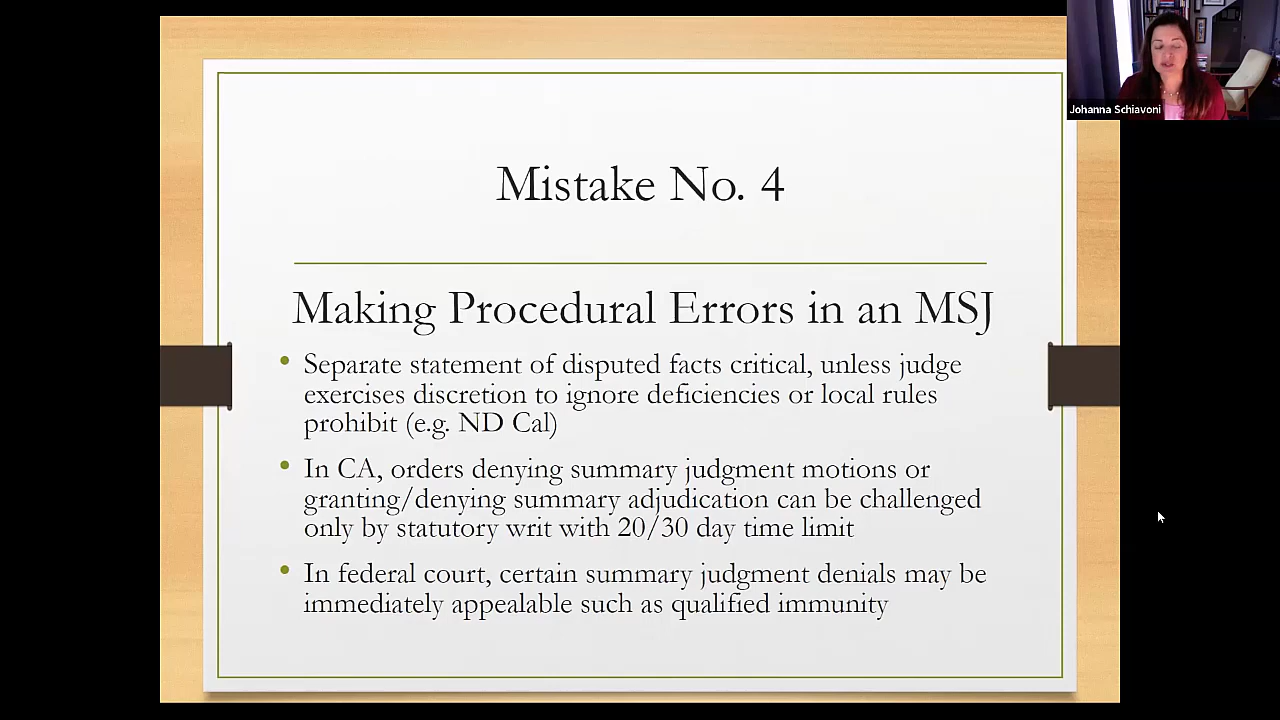 Johanna Schiavoni
Mistake No. 4
Making Procedural Errors in an MSJ
• Separate statement of disputed facts critical, unless judge
exercises discretion to ignore deficiencies or local rules
prohibit (e.g. ND Cal)
• In CA, orders denying summary judgment motions or
granting/denying summary adjudication can be challenged
only by statutory writ with 20/30 day time limit
• In federal court, certain summary judgment denials may be
immediately appealable such as qualified immunity